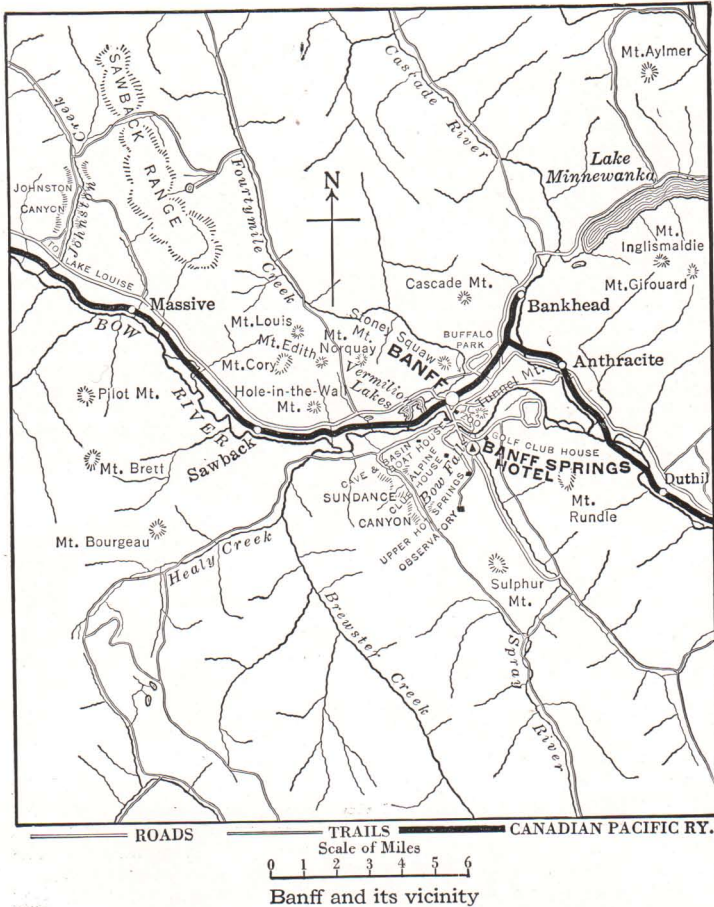 Mt. Aylmer
SAWBACK
RANGE
Cascade
River
Creek
Johnston
JOHNSTON
CANYON
Fourtymile Creek
N
Lake
Minnewanka
TO LAKE LOUISE
Mt.
Inglismaldie
Mt. Girouard
Cascade Mt.
Massive
Bankhead
BOW
RIVER
Mt. Louis
Mt. Edith
Mt. Cory
Mt.
Norquay
Stoney
Squaw
Mt.
BUFFALO
PARK
BANFF
Vermilio
Lakes
Anthracite
Tunnel Mt.
Pilot Mt.
Hole-in-the-Wa
Mt.
Sawback
Mt. Brett
GOLF CLUB HOUSE
BANFF SPRINGS
HOTEL
CAVE &
BASIN
BOAT HOUSE
ALPINE
CLUB
HOUSE
Bow Fall
SUNDANCE
CANYON
UPPER HOT SPRINGS
OBSERVATORY
Duthil
Mt.
Rundle
Mt. Bourgeau
Healy Creek
Sulphur
Mt.
Brewster
Creek
Spray
River
ROADS TRAILS CANADIAN PACIFIC RY.
Scale of Miles
0 1 2 3 4 5 6
Banff and its vicinity